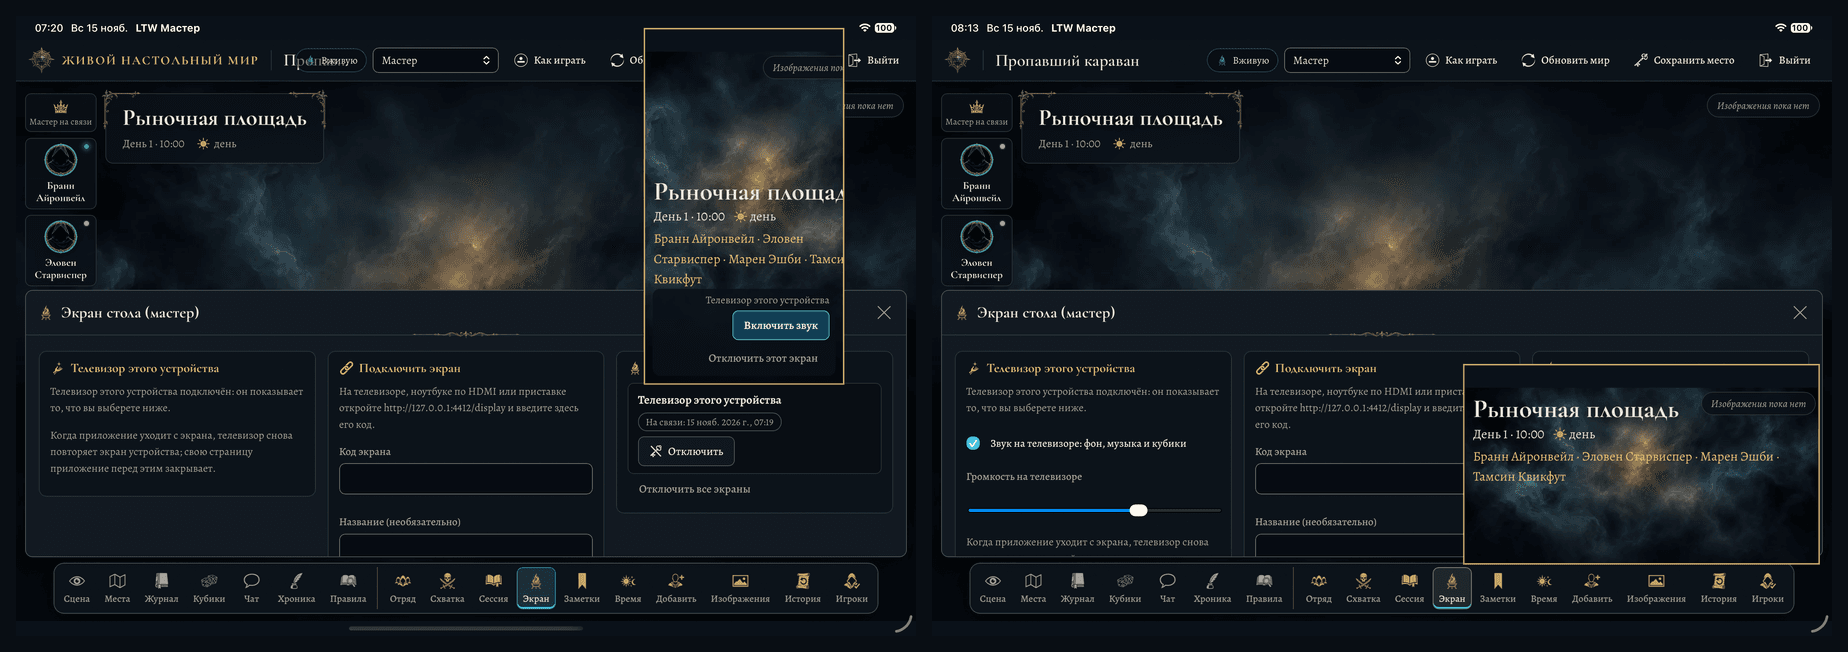 07:20 Вс 15 нояб. LTW Мастер
100
ЖИВОЙ НАСТОЛЬНЫЙ МИР
Вживую
Мастер
Как играть
Выйти
Мастер на связи
Рыночная площадь
День 1 · 10:00 день
пока нет
Бранн
Айронвейл
Эловен
Старвиспер
Изображения
Рыночная
День 1 · 10:00 день
Бранн Айронвейл · Эловен
Старвиспер · Марен Эшби ·
Квикфут
Телевизор этого устройства
Включить звук
Отключить этот экран
Экран стола (мастер)
Телевизор этого устройства
Телевизор этого устройства подключён: он показывает
то, что вы выберете ниже.
Когда приложение уходит с экрана, телевизор снова
повторяет экран устройства; свою страницу
приложение перед этим закрывает.
Подключить экран
На телевизоре, ноутбуке по HDMI или приставке
откройте http://127.0.0.1:4412/display и введите здесь
его код.
Код экрана
Название (необязательно)
Телевизор этого устройства
На связи: 15 нояб. 2026 г., 07:19
Отключить
Отключить все экраны
Сцена Места Журнал Кубики Чат Хроника Правила Отряд Схватка Сессия Экран Заметки Время Добавить Изображения История Игроки
08:13 Вс 15 нояб. LTW Мастер
100
Пропавший караван
Вживую
Мастер
Как играть
Обновить мир
Сохранить место
Выйти
Мастер на связи
Рыночная площадь
День 1 · 10:00 день
Изображения пока нет
Бранн
Айронвейл
Эловен
Старвиспер
Экран стола (мастер)
Телевизор этого устройства
Телевизор этого устройства подключён: он показывает
то, что вы выберете ниже.
Звук на телевизоре: фон, музыка и кубики
Громкость на телевизоре
Когда приложение уходит с экрана, телевизор снова
Подключить экран
На телевизоре, ноутбуке по HDMI или приставке
откройте http://127.0.0.1:4412/display и
его код.
Код экрана
Название (необязательно)
Рыночная площадь
Изображения пока нет
День 1 · 10:00 день
Бранн Айронвейл · Эловен Старвиспер · Марен Эшби ·
Тамсин Квикфут
Сцена Места Журнал Кубики Чат Хроника Правила Отряд Схватка Сессия Экран Заметки Время Добавить Изображения История Игроки